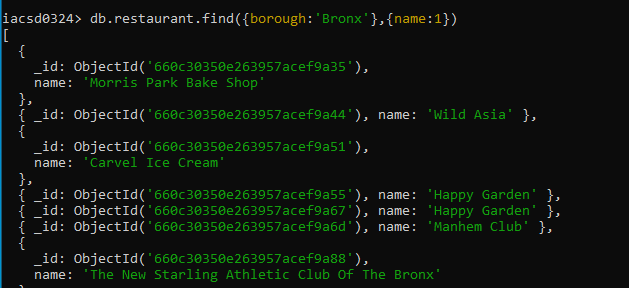 iacsd0324> db.restaurant.find({borough:'Bronx'},{name:1})
[
  {
    _id: ObjectId('660c30350e263957acef9a35'),
    name: 'Morris Park Bake Shop'
  },
  { _id: ObjectId('660c30350e263957acef9a44'), name: 'Wild Asia' },
  {
    _id: ObjectId('660c30350e263957acef9a51'),
    name: 'Carvel Ice Cream'
  },
  { _id: ObjectId('660c30350e263957acef9a55'), name: 'Happy Garden' },
  { _id: ObjectId('660c30350e263957acef9a67'), name: 'Happy Garden' },
  { _id: ObjectId('660c30350e263957acef9a6d'), name: 'Manhem Club' },
  {
    _id: ObjectId('660c30350e263957acef9a88'),
    name: 'The New Starling Athletic Club Of The Bronx'